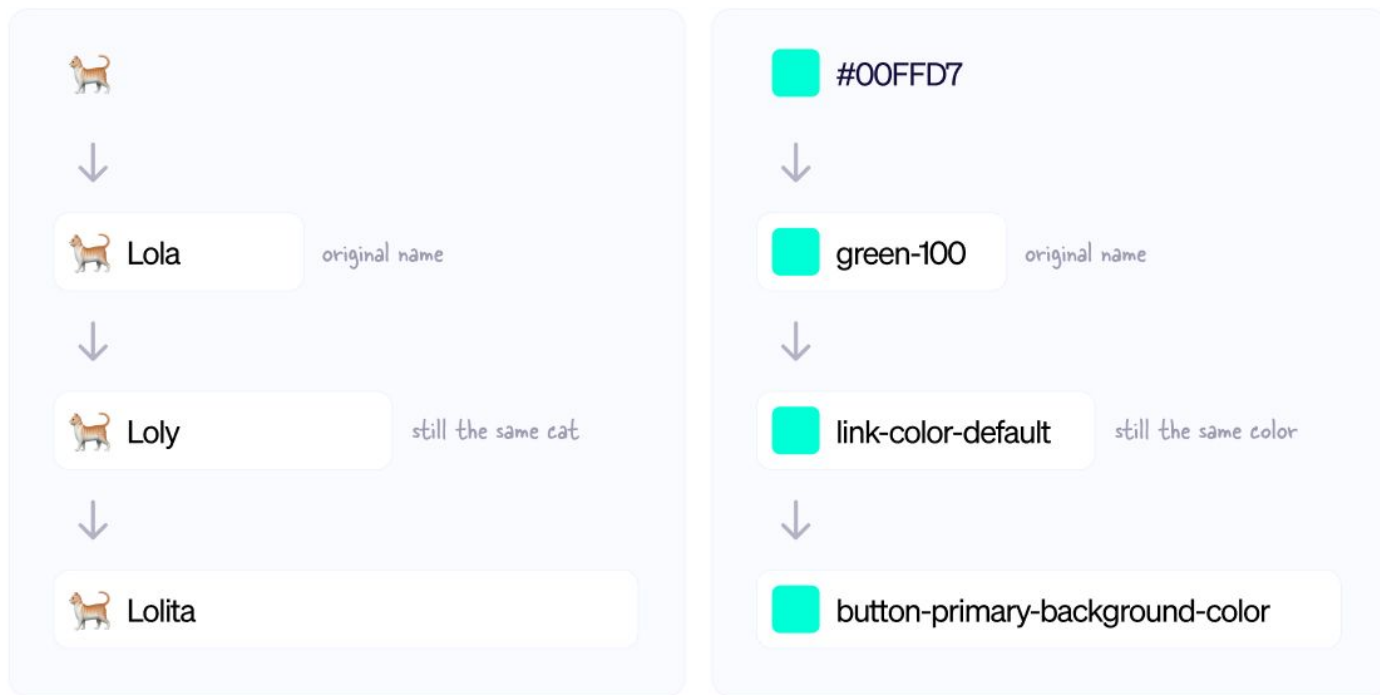 Lola
original name
Loly
still the same cat
Lolita
#00FFD7
green-100
original name
link-color-default
still the same color
button-primary-background-color